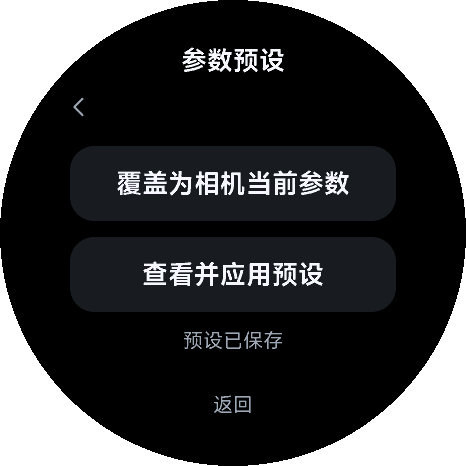 参数预设
覆盖为相机当前参数
查看并应用预设
预设已保存
返回